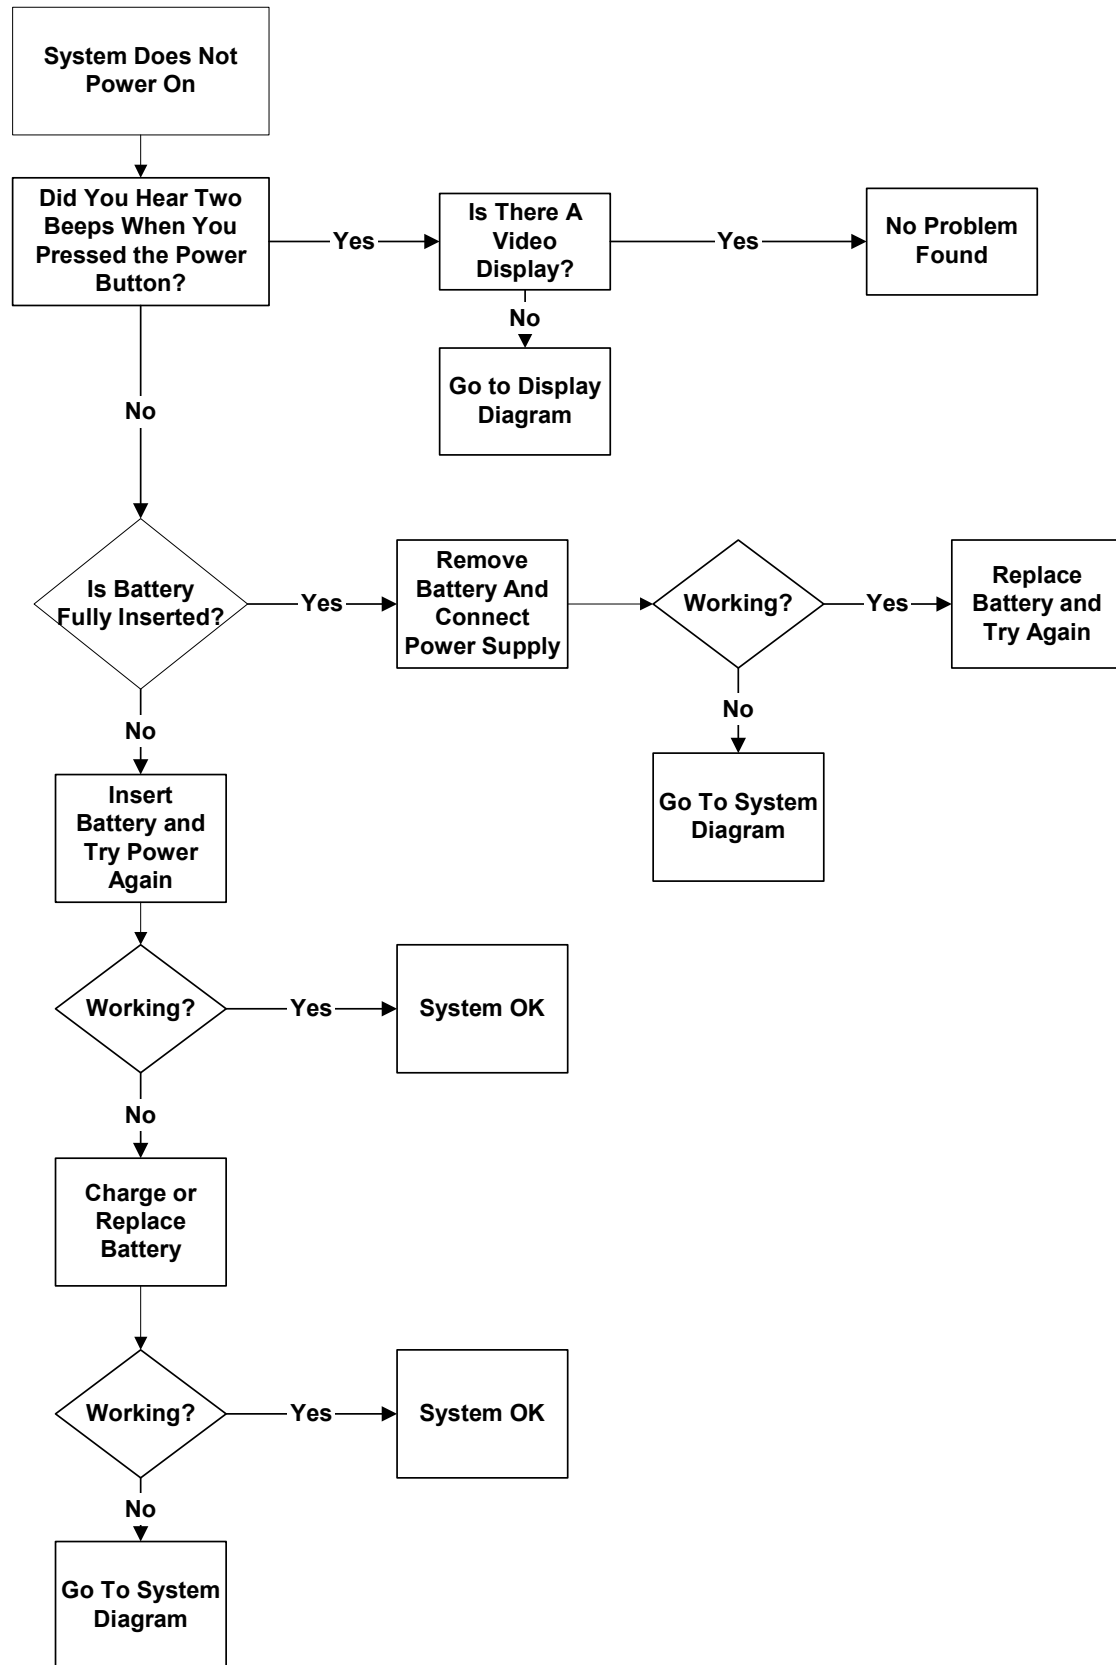 System Does Not
Power On
Did You Hear Two
Beeps When You
Pressed the Power
Button?
Yes
Is There A
Video
Display?
Yes
No Problem
Found
No
Go to Display
Diagram
No
Is Battery
Fully Inserted?
Yes
Remove
Battery And
Connect
Power Supply
Working?
Yes
Replace
Battery and
Try Again
No
Go To System
Diagram
No
Insert
Battery and
Try Power
Again
Working?
Yes
System OK
No
Charge or
Replace
Battery
Working?
Yes
System OK
No
Go To System
Diagram